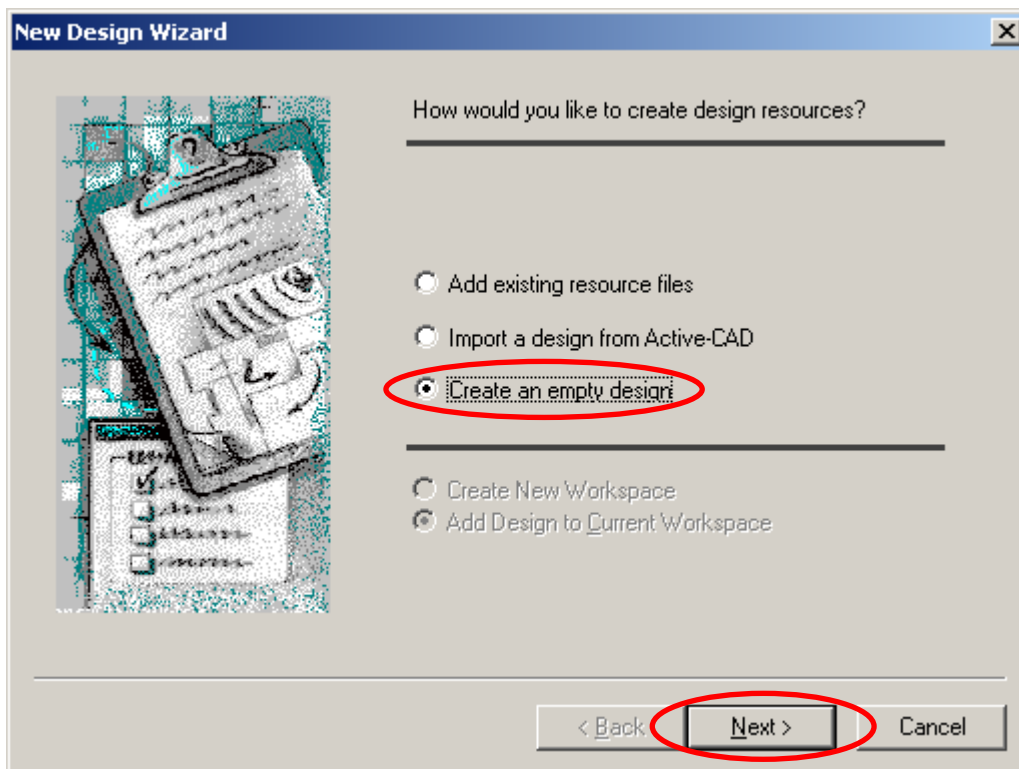 New Design Wizard
How would you like to create design resources?
Add existing resource files
Import a design from Active-CAD
Create an empty design
Create New Workspace
Add Design to Current Workspace
< Back
Next >
Cancel